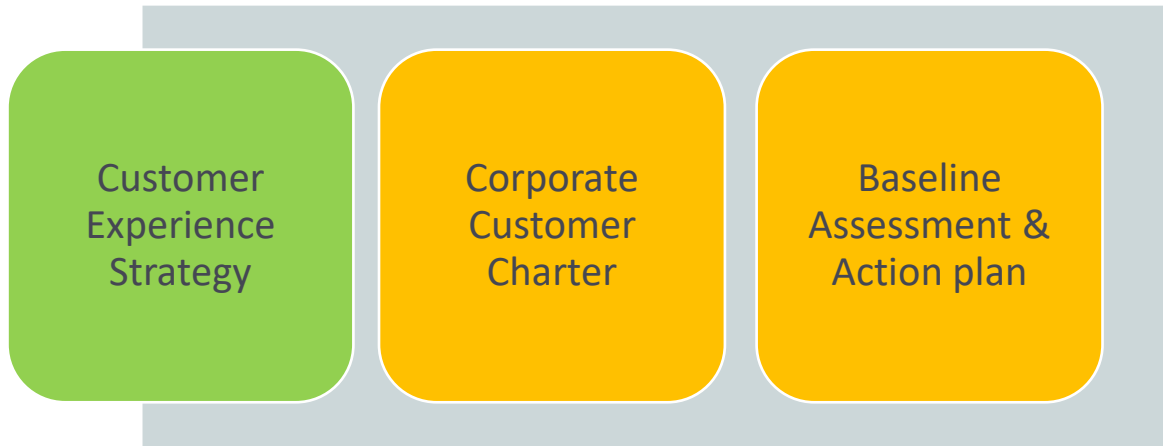 Customer
Experience
Strategy
Corporate
Customer
Charter
Baseline
Assessment &
Action plan